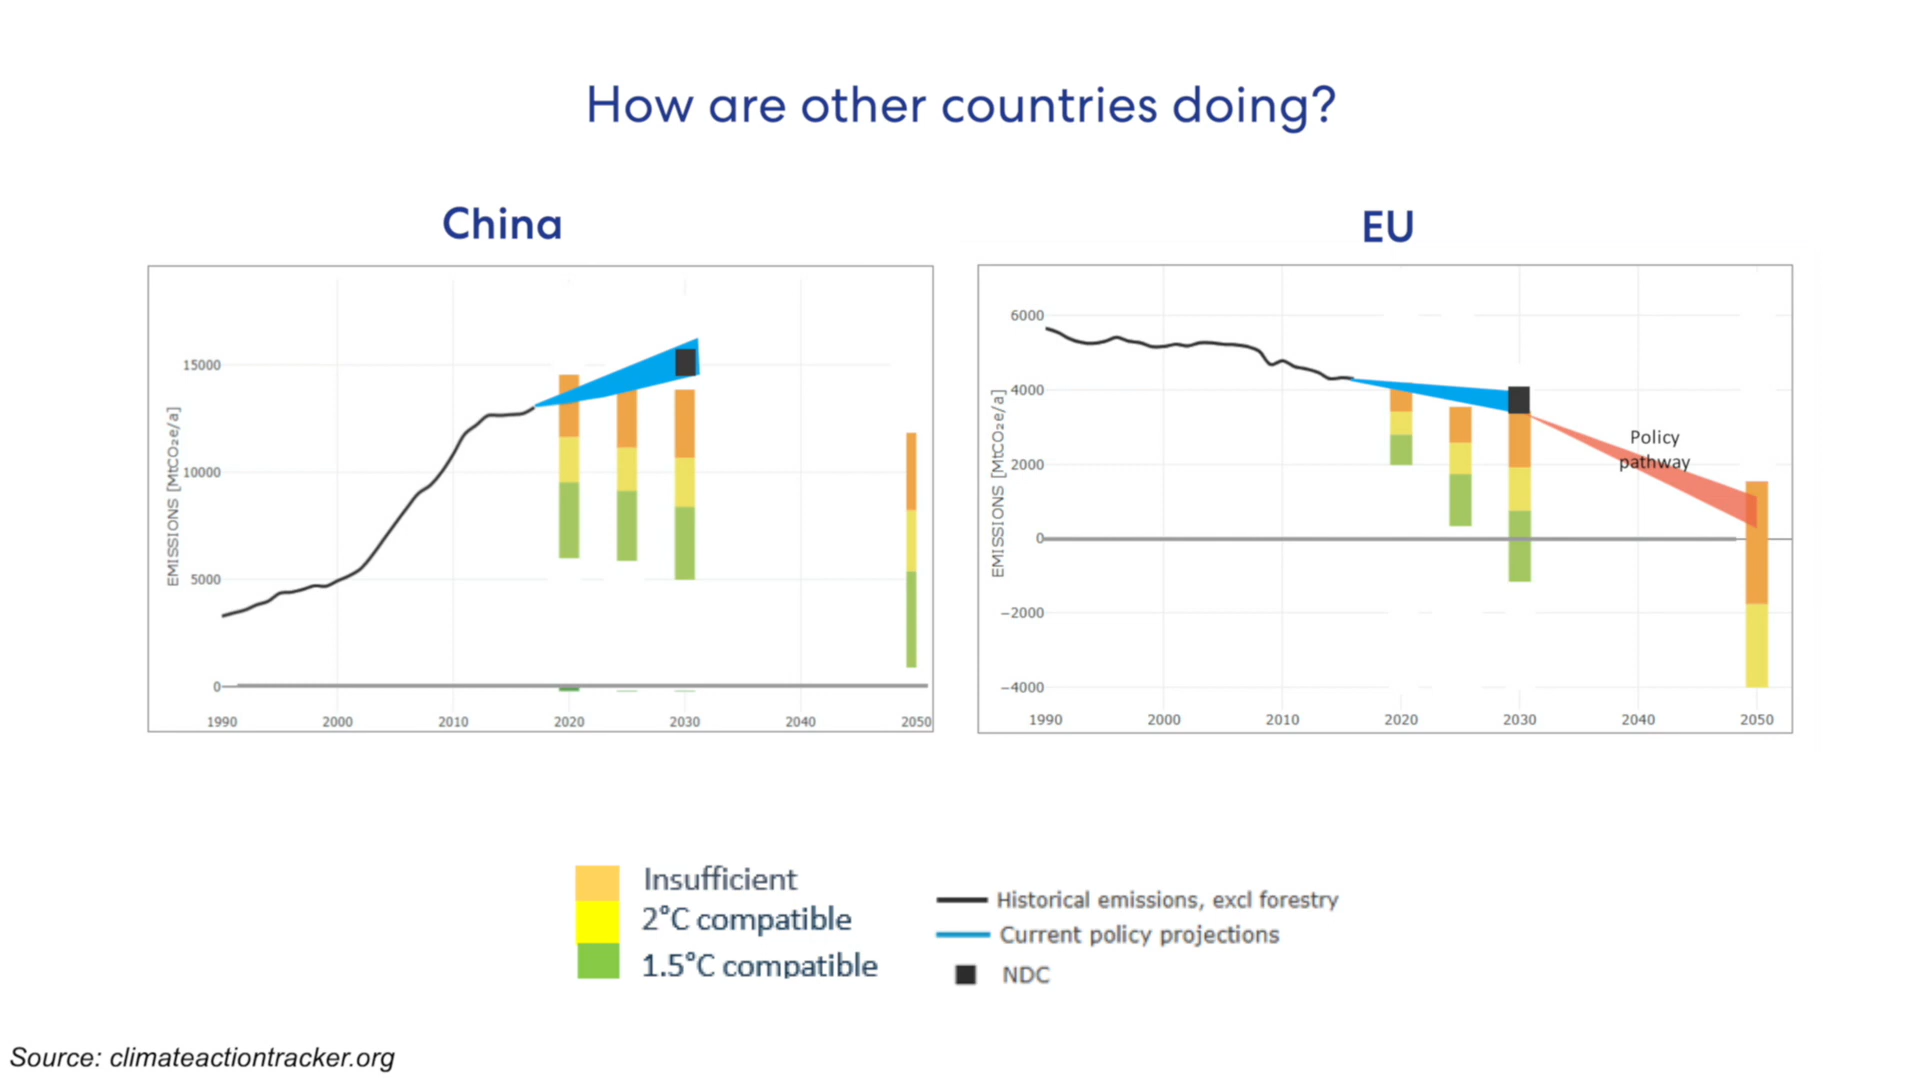 How are other countries doing?
China
EU
EMISSIONS [MtCO₂e/a]
15000
10000
5000
0
1990
2000
2010
2020
2030
2040
2050
EMISSIONS [MtCO₂e/a]
6000
4000
2000
0
−2000
−4000
Policy
pathway
1990
2000
2010
2020
2030
2040
2050
Insufficient
2°C compatible
1.5°C compatible
Historical emissions, excl forestry
Current policy projections
NDC
Source: climateactiontracker.org